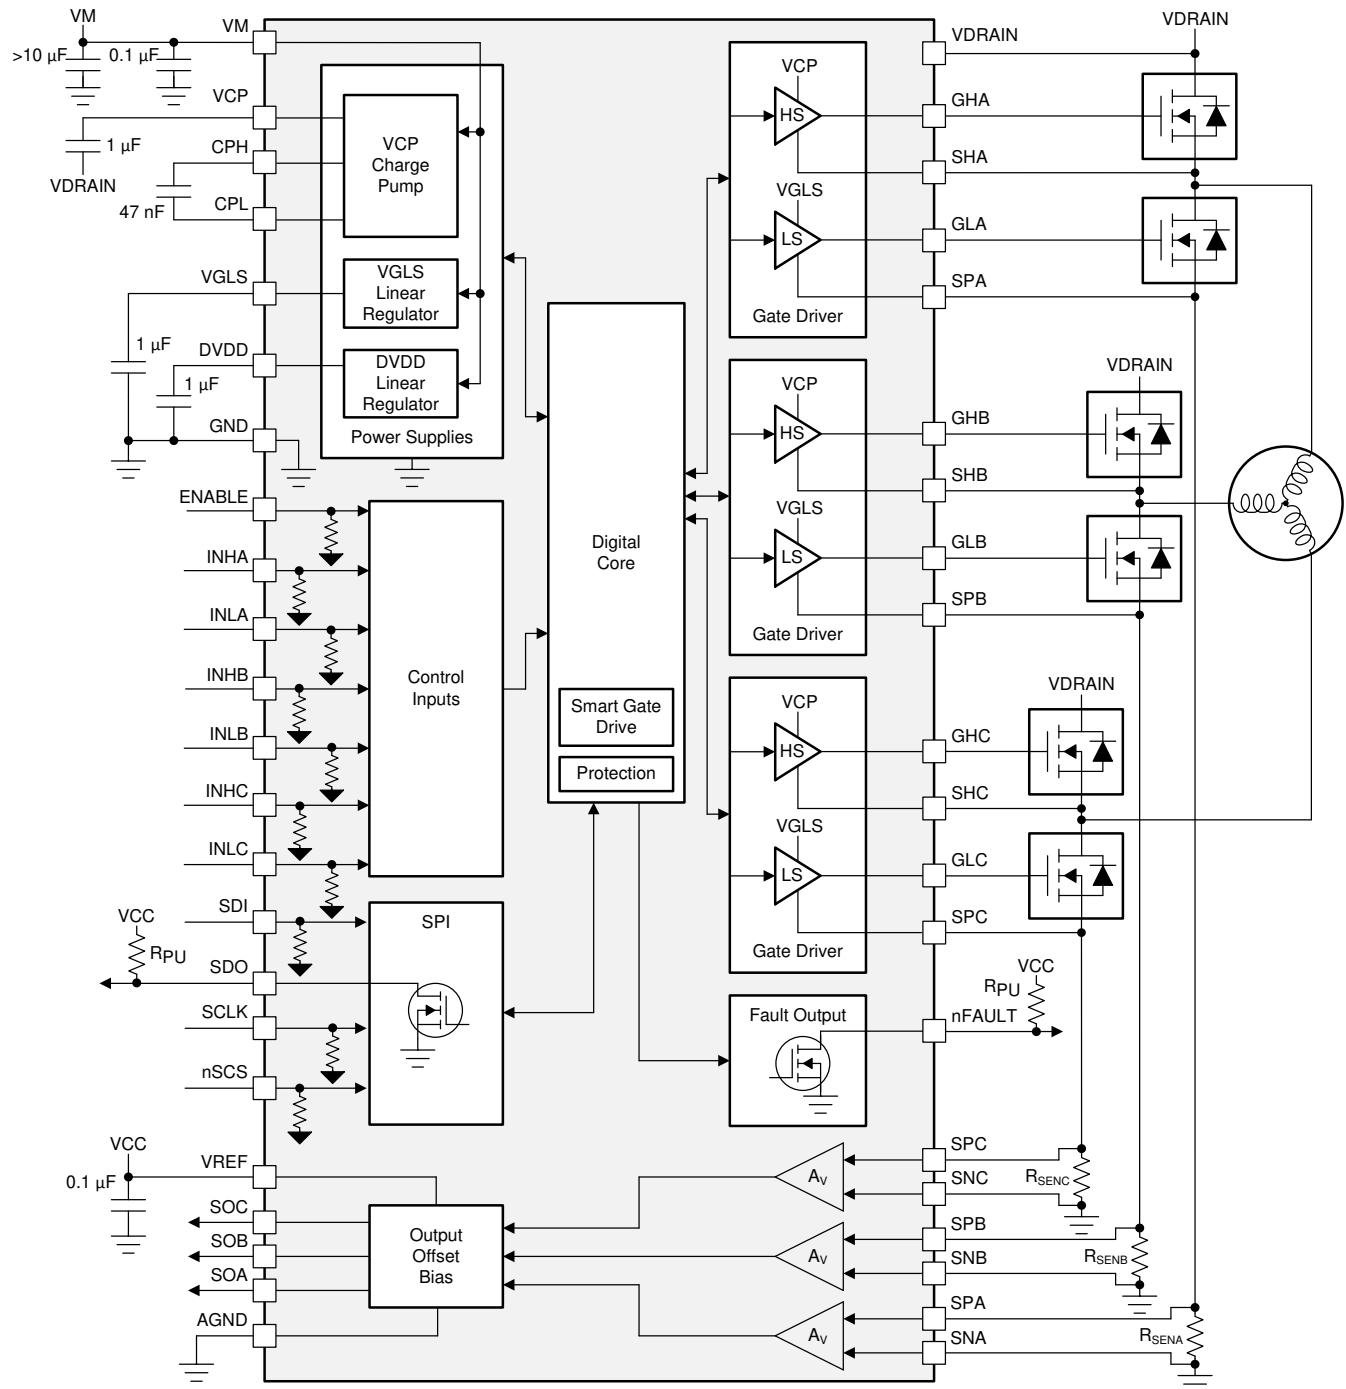 VM
>10 µF
0.1 µF
VM
VCP
1 µF
VDRAIN
CPH
47 nF
CPL
VGLS
1 µF
DVDD
1 µF
GND
VCP
Charge
Pump
VGLS
Linear
Regulator
DVDD
Linear
Regulator
Power Supplies
ENABLE
INHA
INLA
INHB
INLB
INHC
INLC
Control
Inputs
SDI
VCC
RPU
SDO
SCLK
nSCS
SPI
VCC
0.1 µF
VREF
SOC
SOB
SOA
AGND
Output
Offset
Bias
Digital
Core
Smart Gate
Drive
Protection
VCP
HS
VGLS
LS
Gate Driver
VCP
HS
VGLS
LS
Gate Driver
VCP
HS
VGLS
LS
Gate Driver
Fault Output
AV
AV
AV
VDRAIN
VDRAIN
GHA
SHA
GLA
SPA
VDRAIN
GHB
SHB
GLB
SPB
VDRAIN
GHC
SHC
GLC
SPC
VCC
RPU
nFAULT
SPC
SNC
RSENC
SPB
SNB
RSENB
SPA
SNA
RSENA